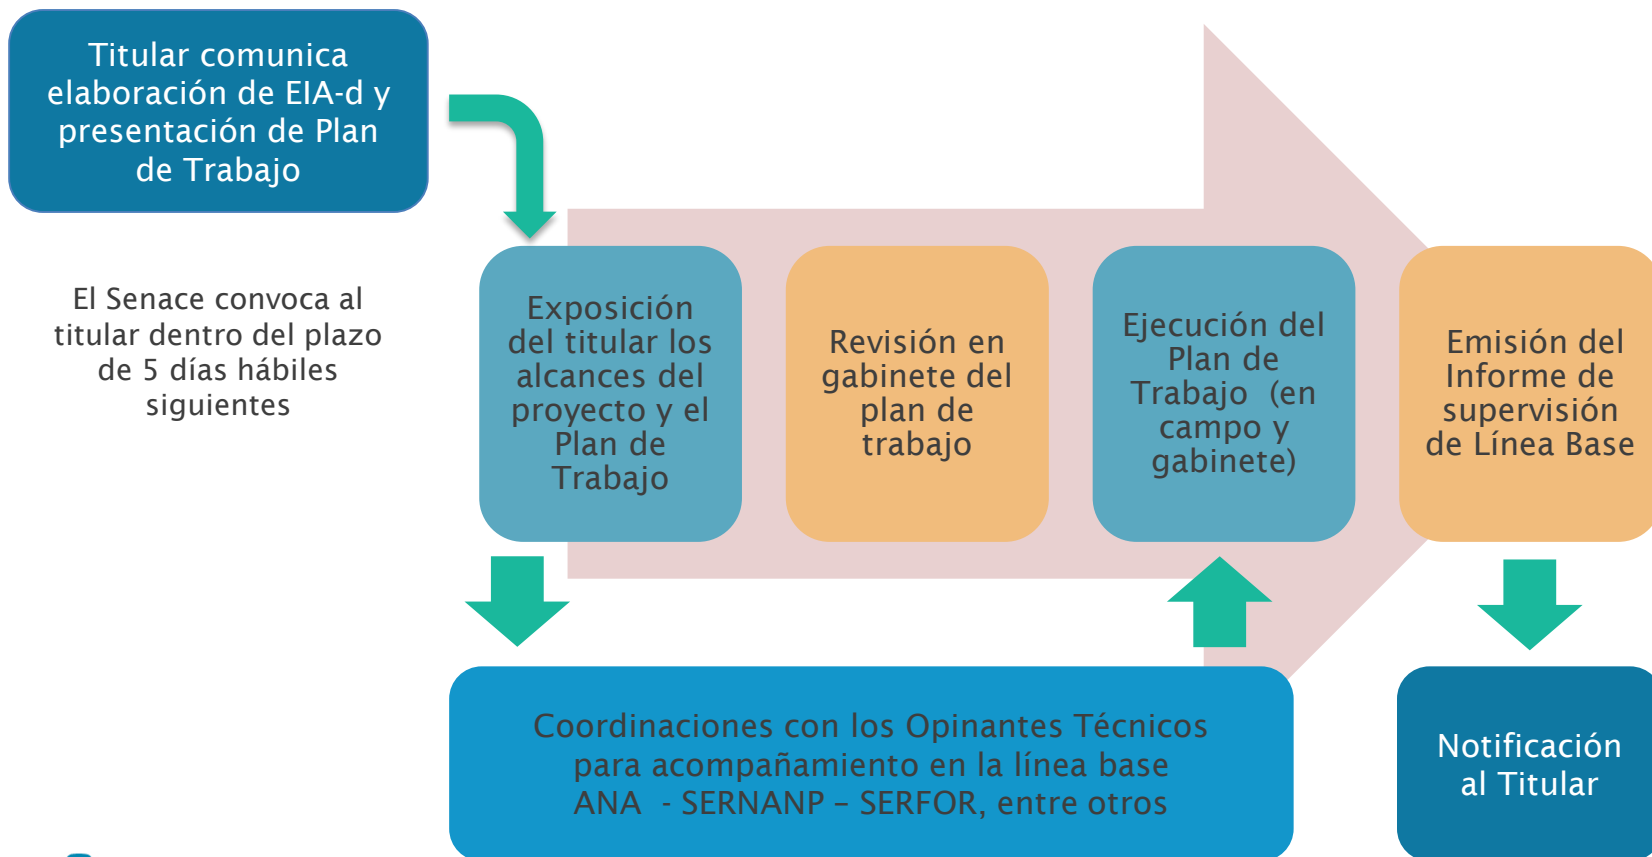 Titular comunica
elaboración de EIA-d y
presentación de Plan
de Trabajo
El Senace convoca al
titular dentro del plazo
de 5 días hábiles
siguientes
Exposición
del titular los
alcances del
proyecto y el
Plan de
Trabajo
Revisión en
gabinete del
plan de
trabajo
Ejecución del
Plan de
Trabajo (en
campo y
gabinete)
Emisión del
Informe de
supervisión
de Línea Base
Coordinaciones con los Opinantes Técnicos
para acompañamiento en la línea base
ANA - SERNANP – SERFOR, entre otros
Notificación
al Titular